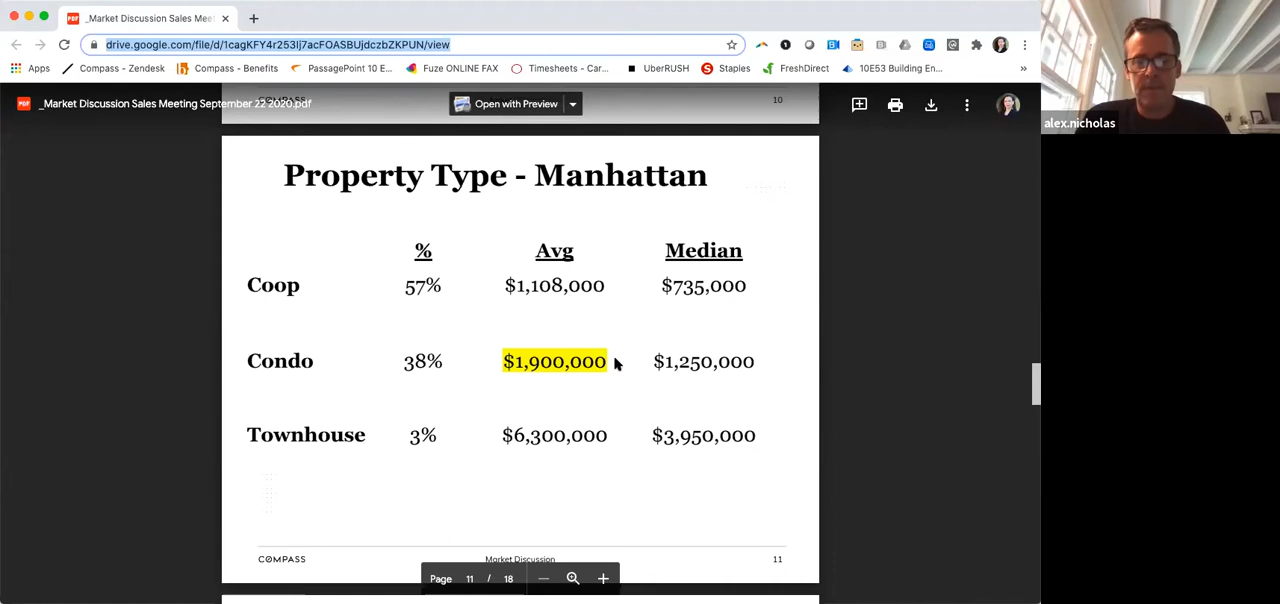 _Market Discussion Sales Mee
drive.google.com/file/d/1cagKFY4r253Ij7acFOASBUjdczbZKPUN/view
Apps Compass - Zendesk Compass - Benefits PassagePoint 10 E... Fuze ONLINE FAX Timesheets - Car... UberRUSH Staples FreshDirect 10E53 Building En... »
alex.nicholas
PDF _Market Discussion Sales Meeting September 22 2020.pdf
Open with Preview
10
Property Type - Manhattan
% Avg Median
Coop 57% $1,108,000 $735,000
Condo 38% $1,900,000 $1,250,000
Townhouse 3% $6,300,000 $3,950,000
COMPASS Market Discussion 11
Page 11 / 18